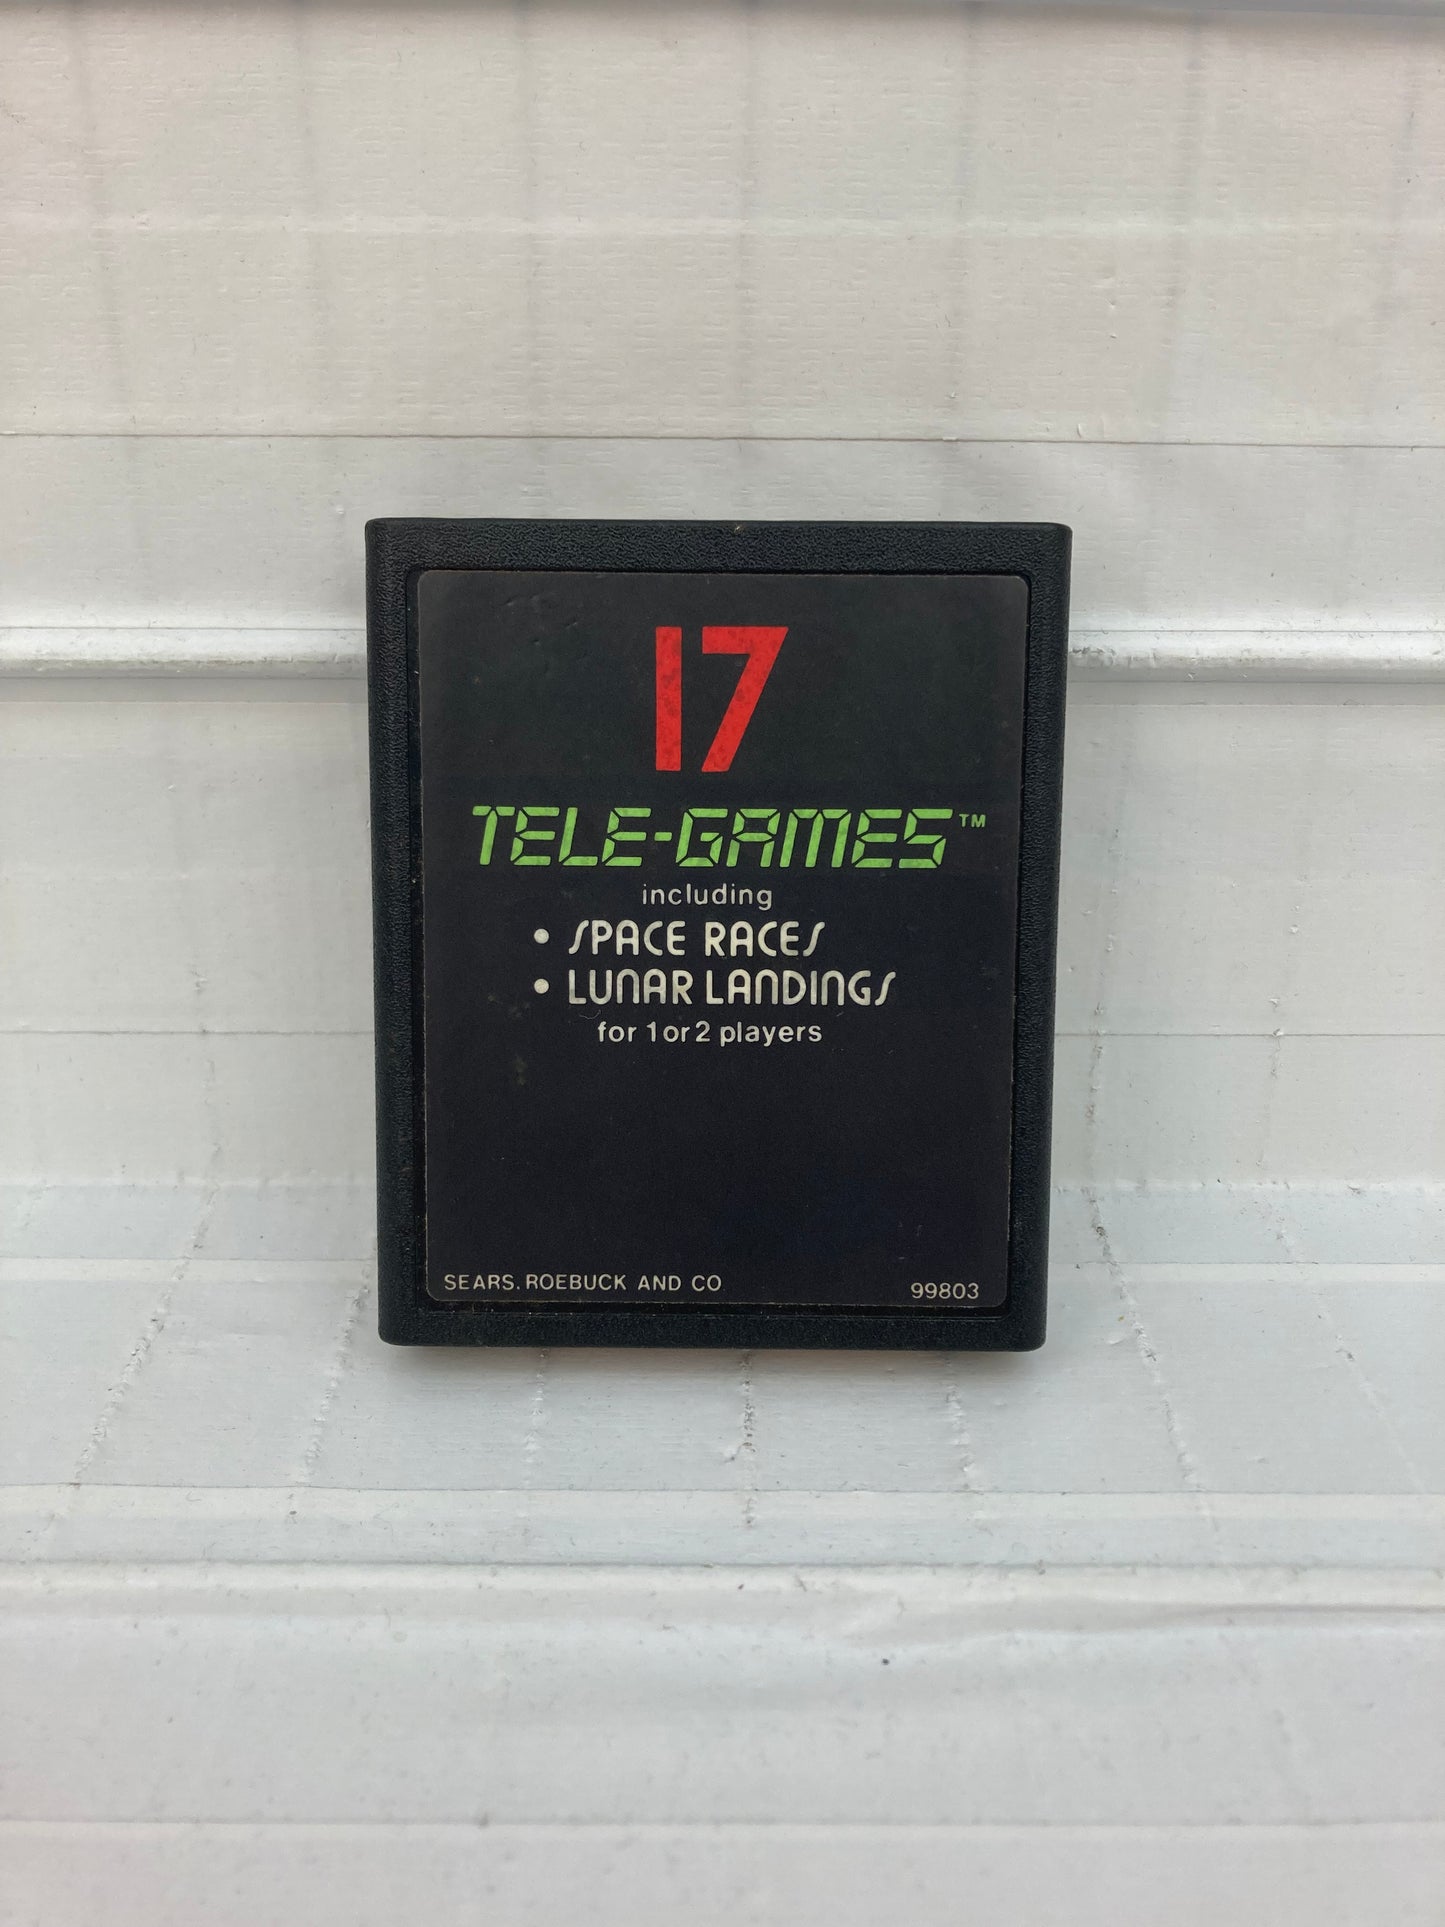 17
TELE-GAMES™
including
• SPACE RACES
• LUNAR LANDINGS
for 1 or 2 players
SEARS, ROEBUCK AND CO
99803